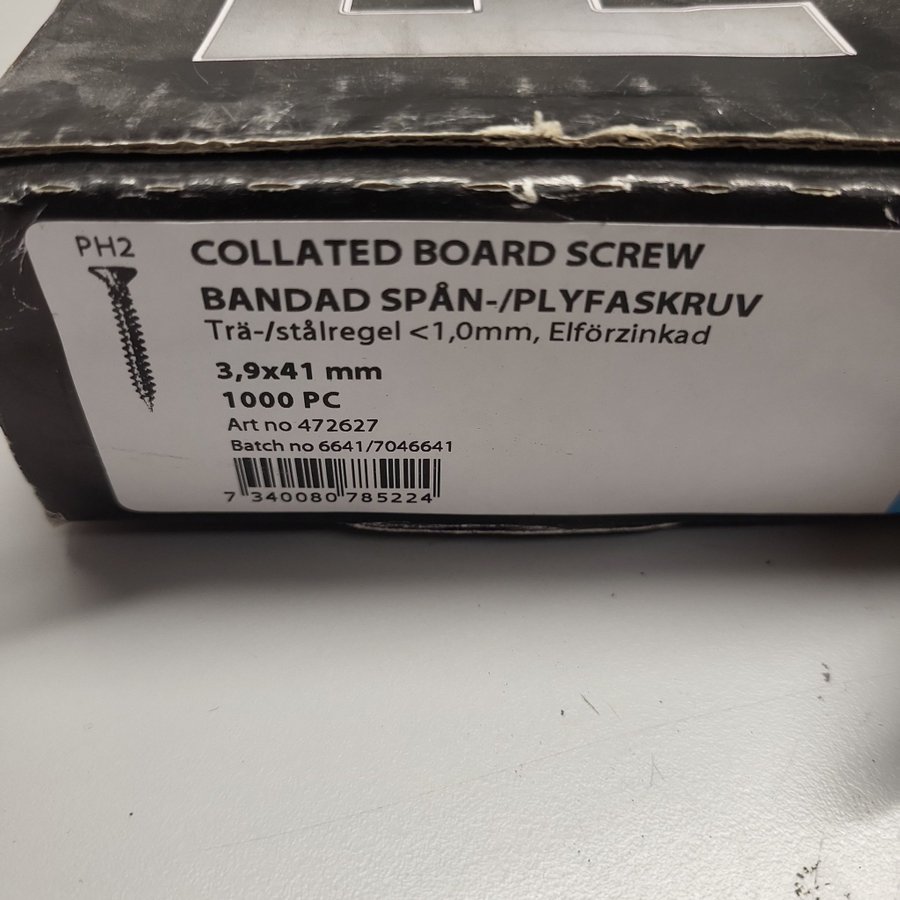 PH2
COLLATED BOARD SCREW
BANDAD SPÅN-/PLYFASKRUV
Trä-/stålregel <1,0mm, Elförzinkad
3,9x41 mm
1000 PC
Art no 472627
Batch no 6641/7046641
7 340080 785224